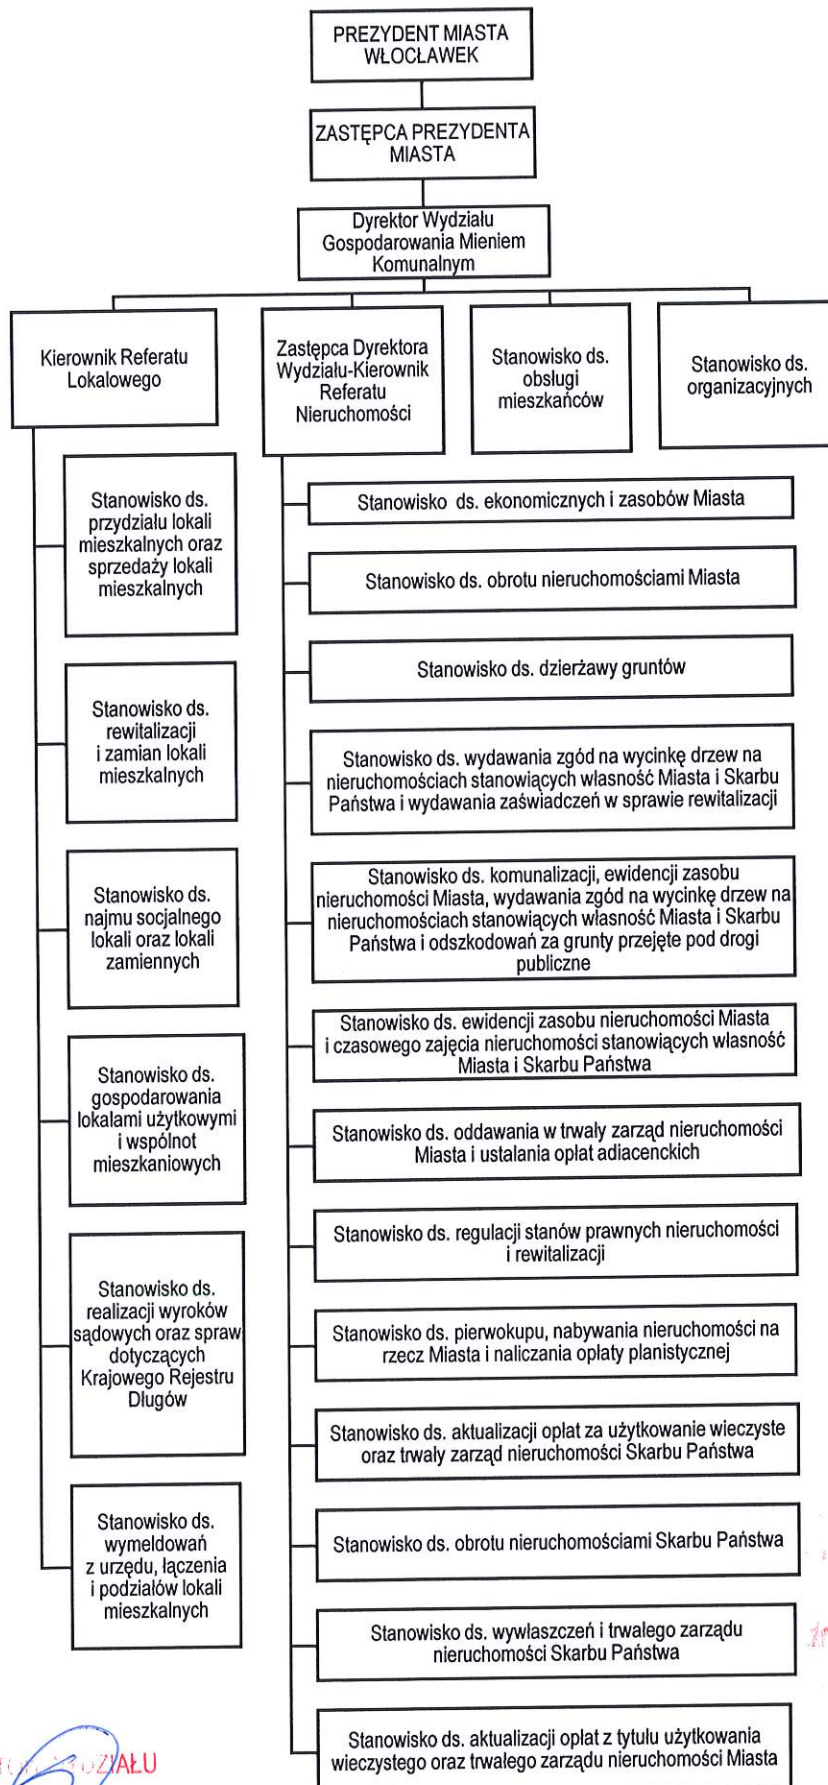 PREZYDENT MIASTA
WŁOCŁAWEK
ZASTĘPCA PREZYDENTA
MIASTA
Dyrektor Wydziału
Gospodarowania Mieniem
Komunalnym
Kierownik Referatu
Lokalowego
Zastępca Dyrektora
Wydziału-Kierownik
Referatu
Nieruchomości
Stanowisko ds.
obsługi
mieszkańców
Stanowisko ds.
organizacyjnych
Stanowisko ds.
przydziału lokali
mieszkalnych oraz
sprzedaży lokali
mieszkalnych
Stanowisko ds.
rewitalizacji
i zamian lokali
mieszkalnych
Stanowisko ds.
najmu socjalnego
lokali oraz lokali
zamiennych
Stanowisko ds.
gospodarowania
lokalami użytkowymi
i wspólnot
mieszkaniowych
Stanowisko ds.
realizacji wyroków
sądowych oraz spraw
dotyczących
Krajowego Rejestru
Długów
Stanowisko ds.
wymeldowań
z urzędu, łączenia
i podziałów lokali
mieszkalnych
Stanowisko ds. ekonomicznych i zasobów Miasta
Stanowisko ds. obrotu nieruchomościami Miasta
Stanowisko ds. dzierżawy gruntów
Stanowisko ds. wydawania zgód na wycinkę drzew na
nieruchomościach stanowiących własność Miasta i Skarbu
Państwa i wydawania zaświadczeń w sprawie rewitalizacji
Stanowisko ds. komunalizacji, ewidencji zasobu
nieruchomości Miasta, wydawania zgód na wycinkę drzew na
nieruchomościach stanowiących własność Miasta i Skarbu
Państwa i odszkodowań za grunty przejęte pod drogi
publiczne
Stanowisko ds. ewidencji zasobu nieruchomości Miasta
i czasowego zajęcia nieruchomości stanowiących własność
Miasta i Skarbu Państwa
Stanowisko ds. oddawania w trwały zarząd nieruchomości
Miasta i ustalania opłat adiacenckich
Stanowisko ds. regulacji stanów prawnych nieruchomości
i rewitalizacji
Stanowisko ds. pierwokupu, nabywania nieruchomości na
rzecz Miasta i naliczania opłaty planistycznej
Stanowisko ds. aktualizacji opłat za użytkowanie wieczyste
oraz trwały zarząd nieruchomości Skarbu Państwa
Stanowisko ds. obrotu nieruchomościami Skarbu Państwa
Stanowisko ds. wywłaszczeń i trwałego zarządu
nieruchomości Skarbu Państwa
Stanowisko ds. aktualizacji opłat z tytułu użytkowania
wieczystego oraz trwałego zarządu nieruchomości Miasta